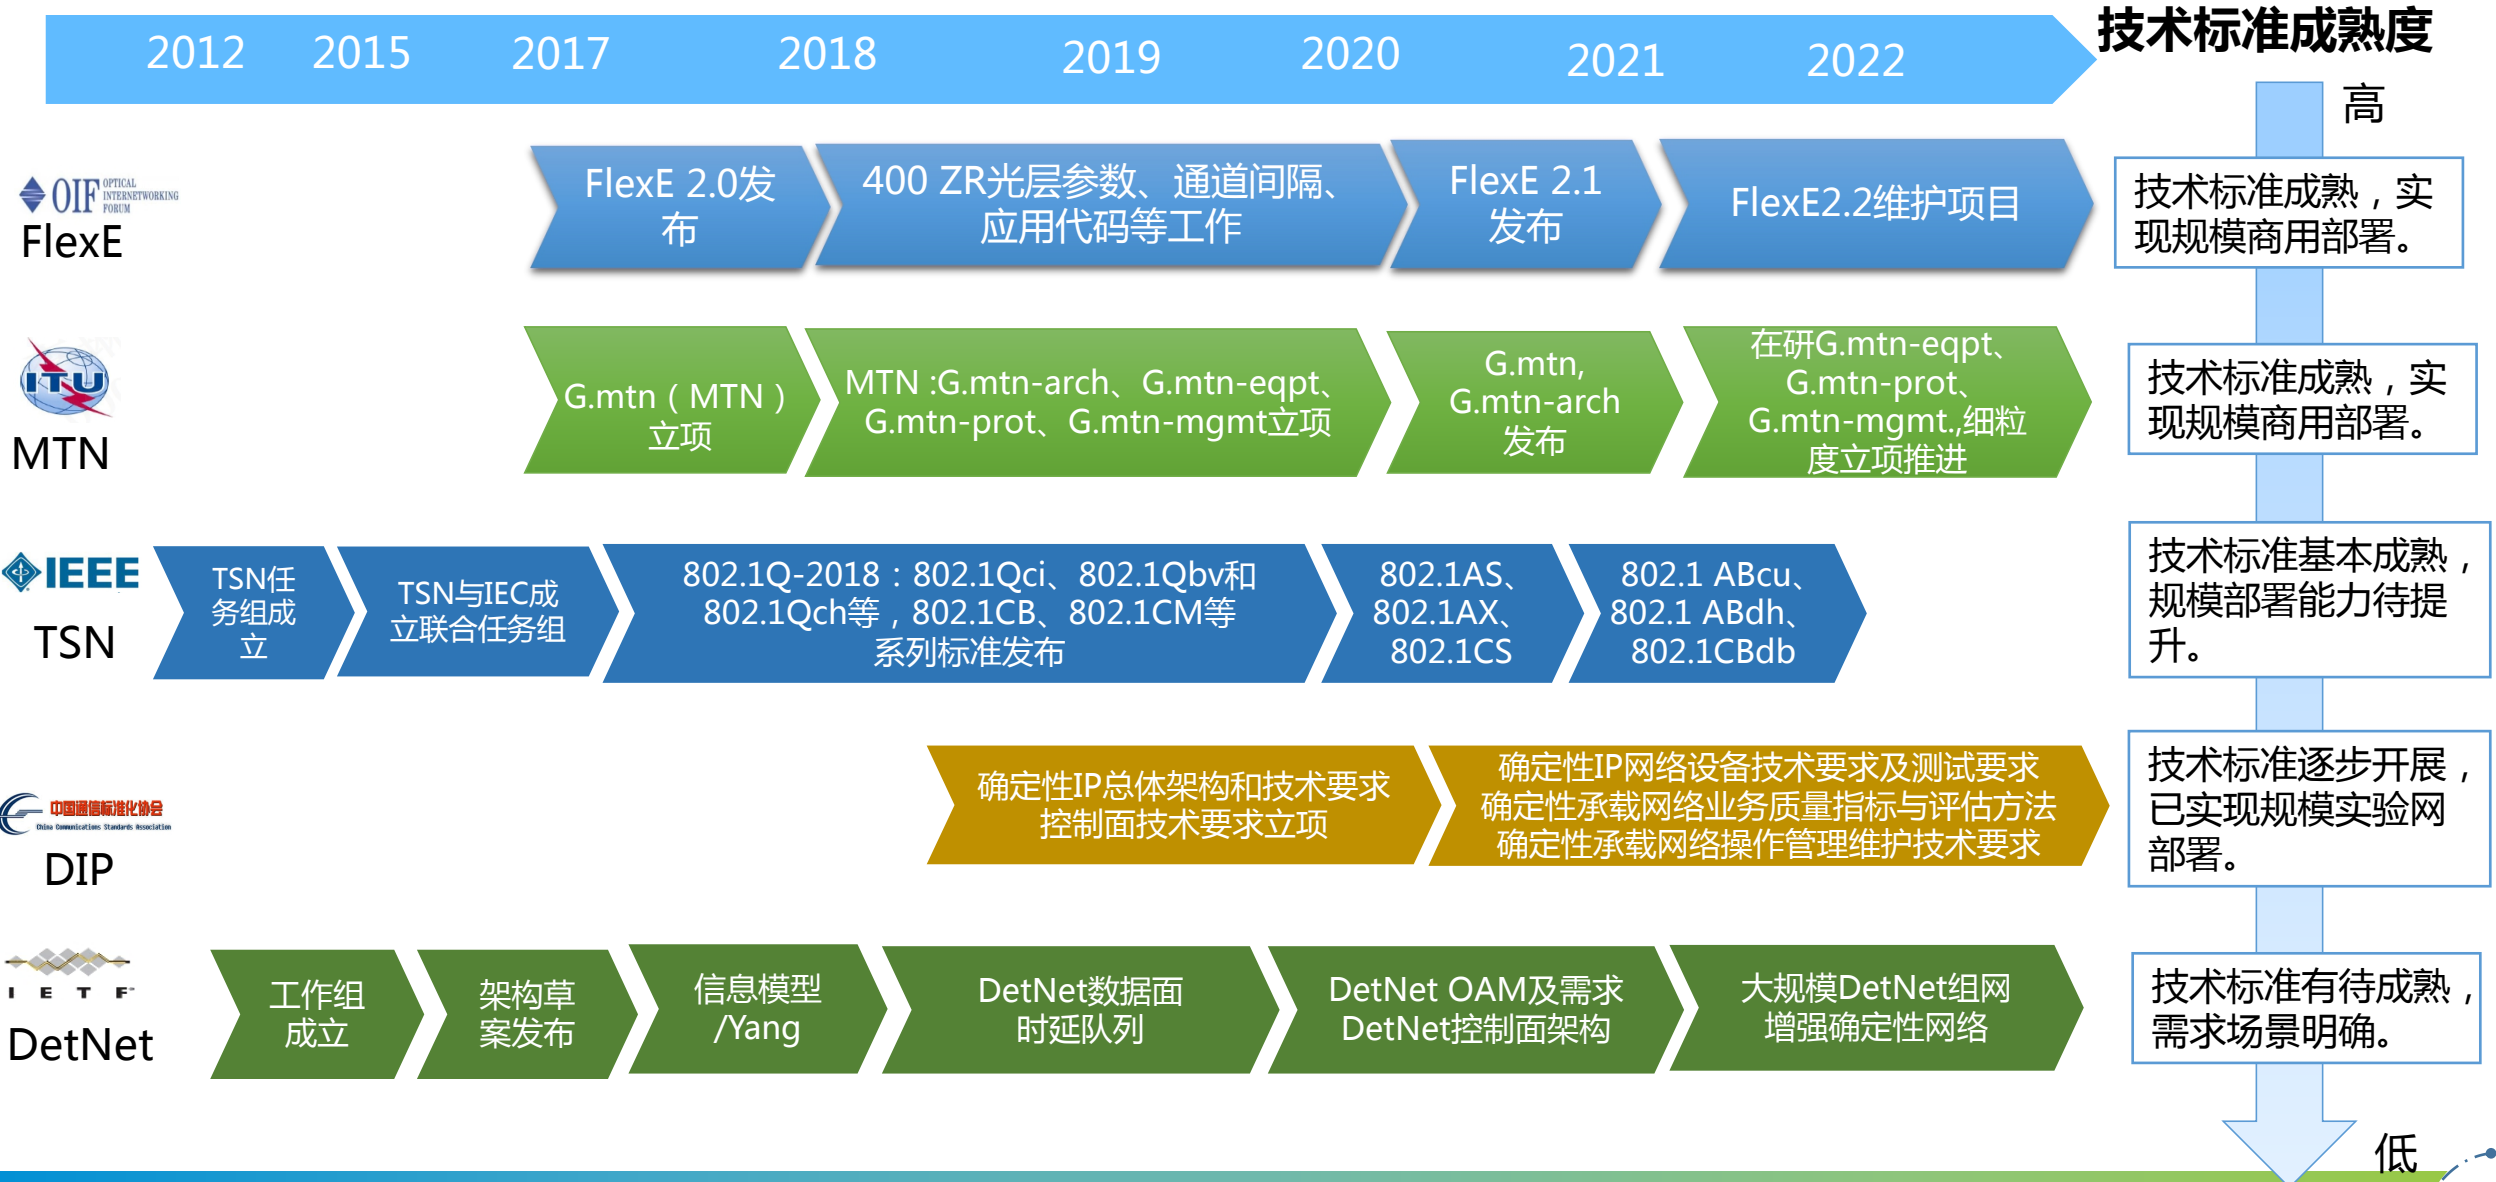 2012 2015 2017 2018 2019 2020 2021 2022
技术标准成熟度
高
OIF OPTICAL
INTERNETWORKING
FORUM
FlexE
FlexE 2.0发
布
400 ZR光层参数、通道间隔、
应用代码等工作
FlexE 2.1
发布
FlexE2.2维护项目
技术标准成熟，实
现规模商用部署。
ITU
MTN
G.mtn（MTN）
立项
MTN :G.mtn-arch、G.mtn-eqpt、
G.mtn-prot、G.mtn-mgmt立项
G.mtn,
G.mtn-arch
发布
在研G.mtn-eqpt、
G.mtn-prot、
G.mtn-mgmt.,细粒
度立项推进
技术标准成熟，实
现规模商用部署。
IEEE
TSN
TSN任
务组成
立
TSN与IEC成
立联合任务组
802.1Q-2018：802.1Qci、802.1Qbv和
802.1Qch等，802.1CB、802.1CM等
系列标准发布
802.1AS、
802.1AX、
802.1CS
802.1 ABcu、
802.1 ABdh、
802.1CBdb
技术标准基本成熟，
规模部署能力待提
升。
中国通信标准化协会
China Communications Standards Association
DIP
确定性IP总体架构和技术要求
控制面技术要求立项
确定性IP网络设备技术要求及测试要求
确定性承载网络业务质量指标与评估方法
确定性承载网络操作管理维护技术要求
技术标准逐步开展，
已实现规模实验网
部署。
I E T F
DetNet
工作组
成立
架构草
案发布
信息模型
/Yang
DetNet数据面
时延队列
DetNet OAM及需求
DetNet控制面架构
大规模DetNet组网
增强确定性网络
技术标准有待成熟，
需求场景明确。
低